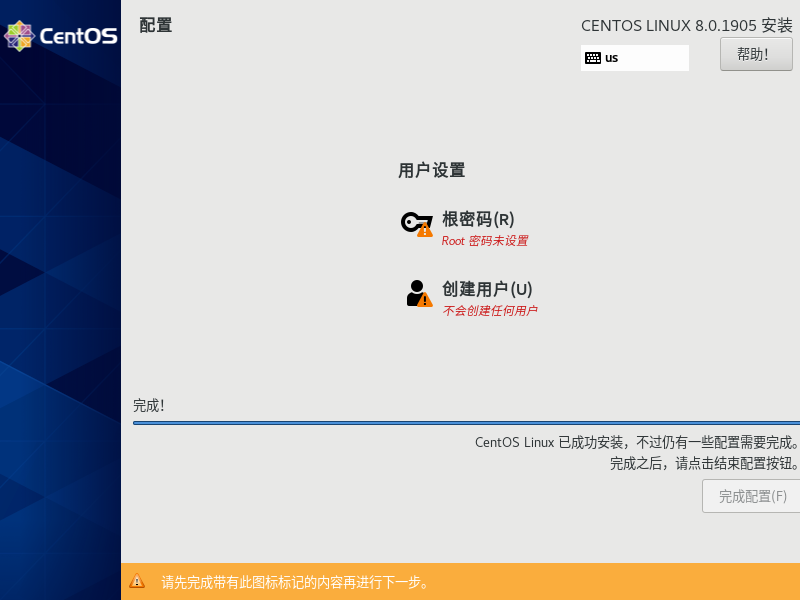 CentOS
配置
CENTOS LINUX 8.0.1905 安装
us
帮助!
用户设置
根密码(R)
Root 密码未设置
创建用户(U)
不会创建任何用户
完成!
CentOS Linux 已成功安装，不过仍有一些配置需要完成。
完成之后，请点击结束配置按钮。
完成配置(F)
请先完成带有此图标标记的内容再进行下一步。